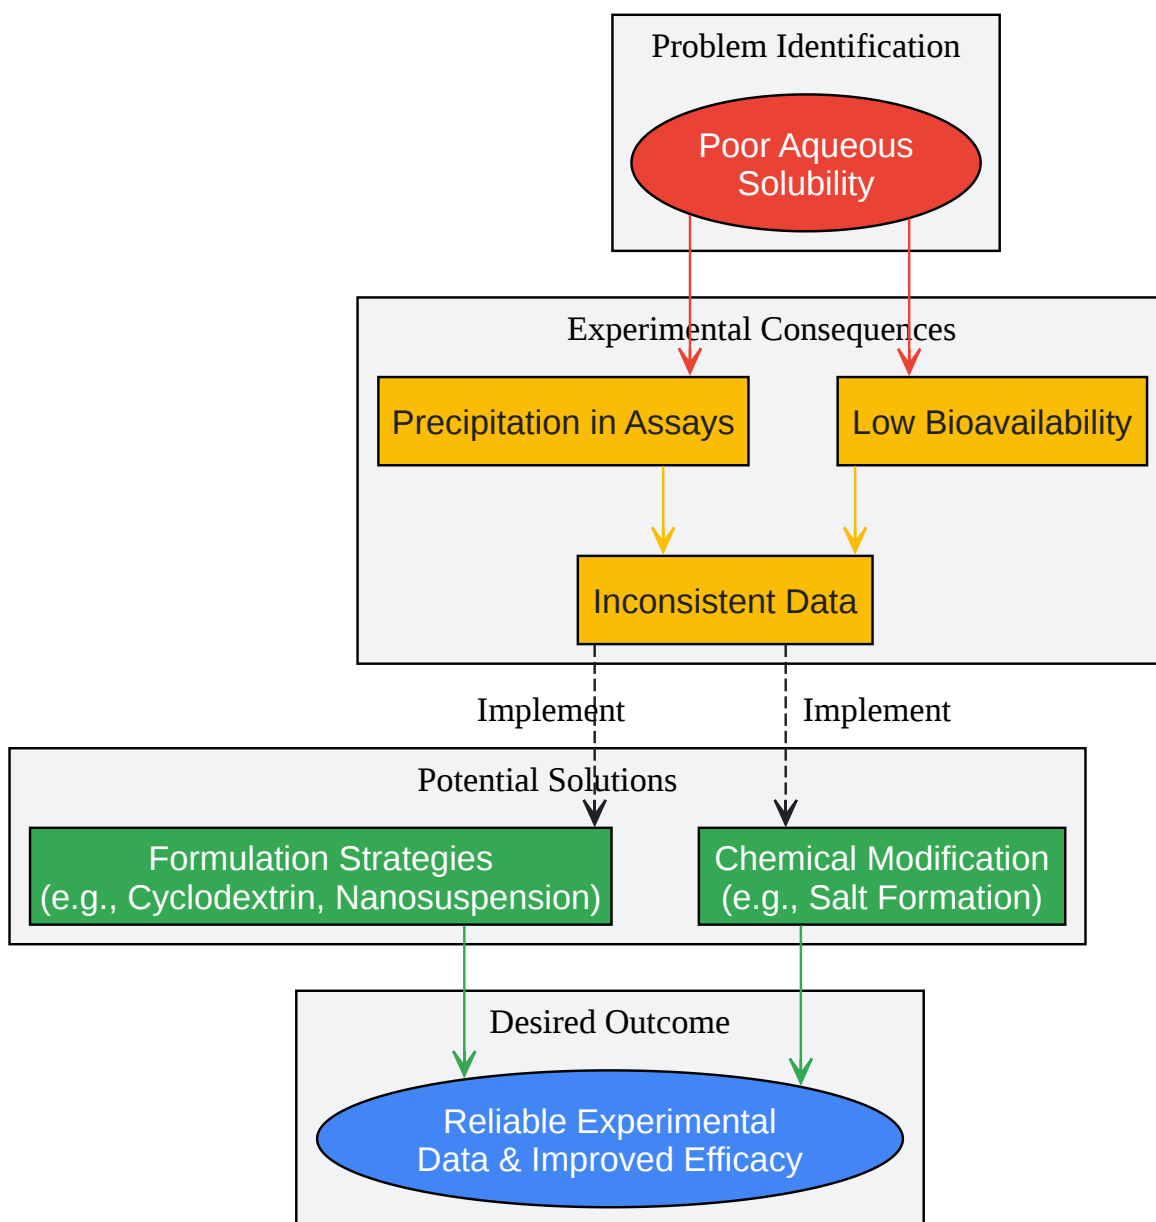 Problem Identification
Poor Aqueous
Solubility
Experimental Consequences
Precipitation in Assays
Low Bioavailability
Inconsistent Data
Implement
Implement
Potential Solutions
Formulation Strategies
(e.g., Cyclodextrin, Nanosuspension)
Chemical Modification
(e.g., Salt Formation)
Desired Outcome
Reliable Experimental
Data & Improved Efficacy